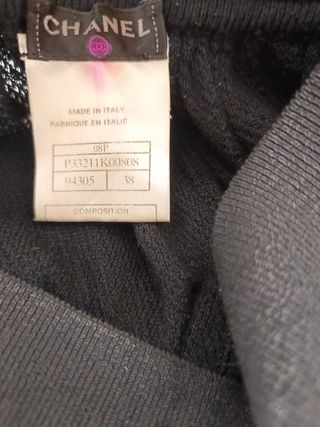 CHANEL
MADE IN ITALY
FABRIQUE EN ITALIE
08P
P33211K00808
94305 38
COMPOSITION